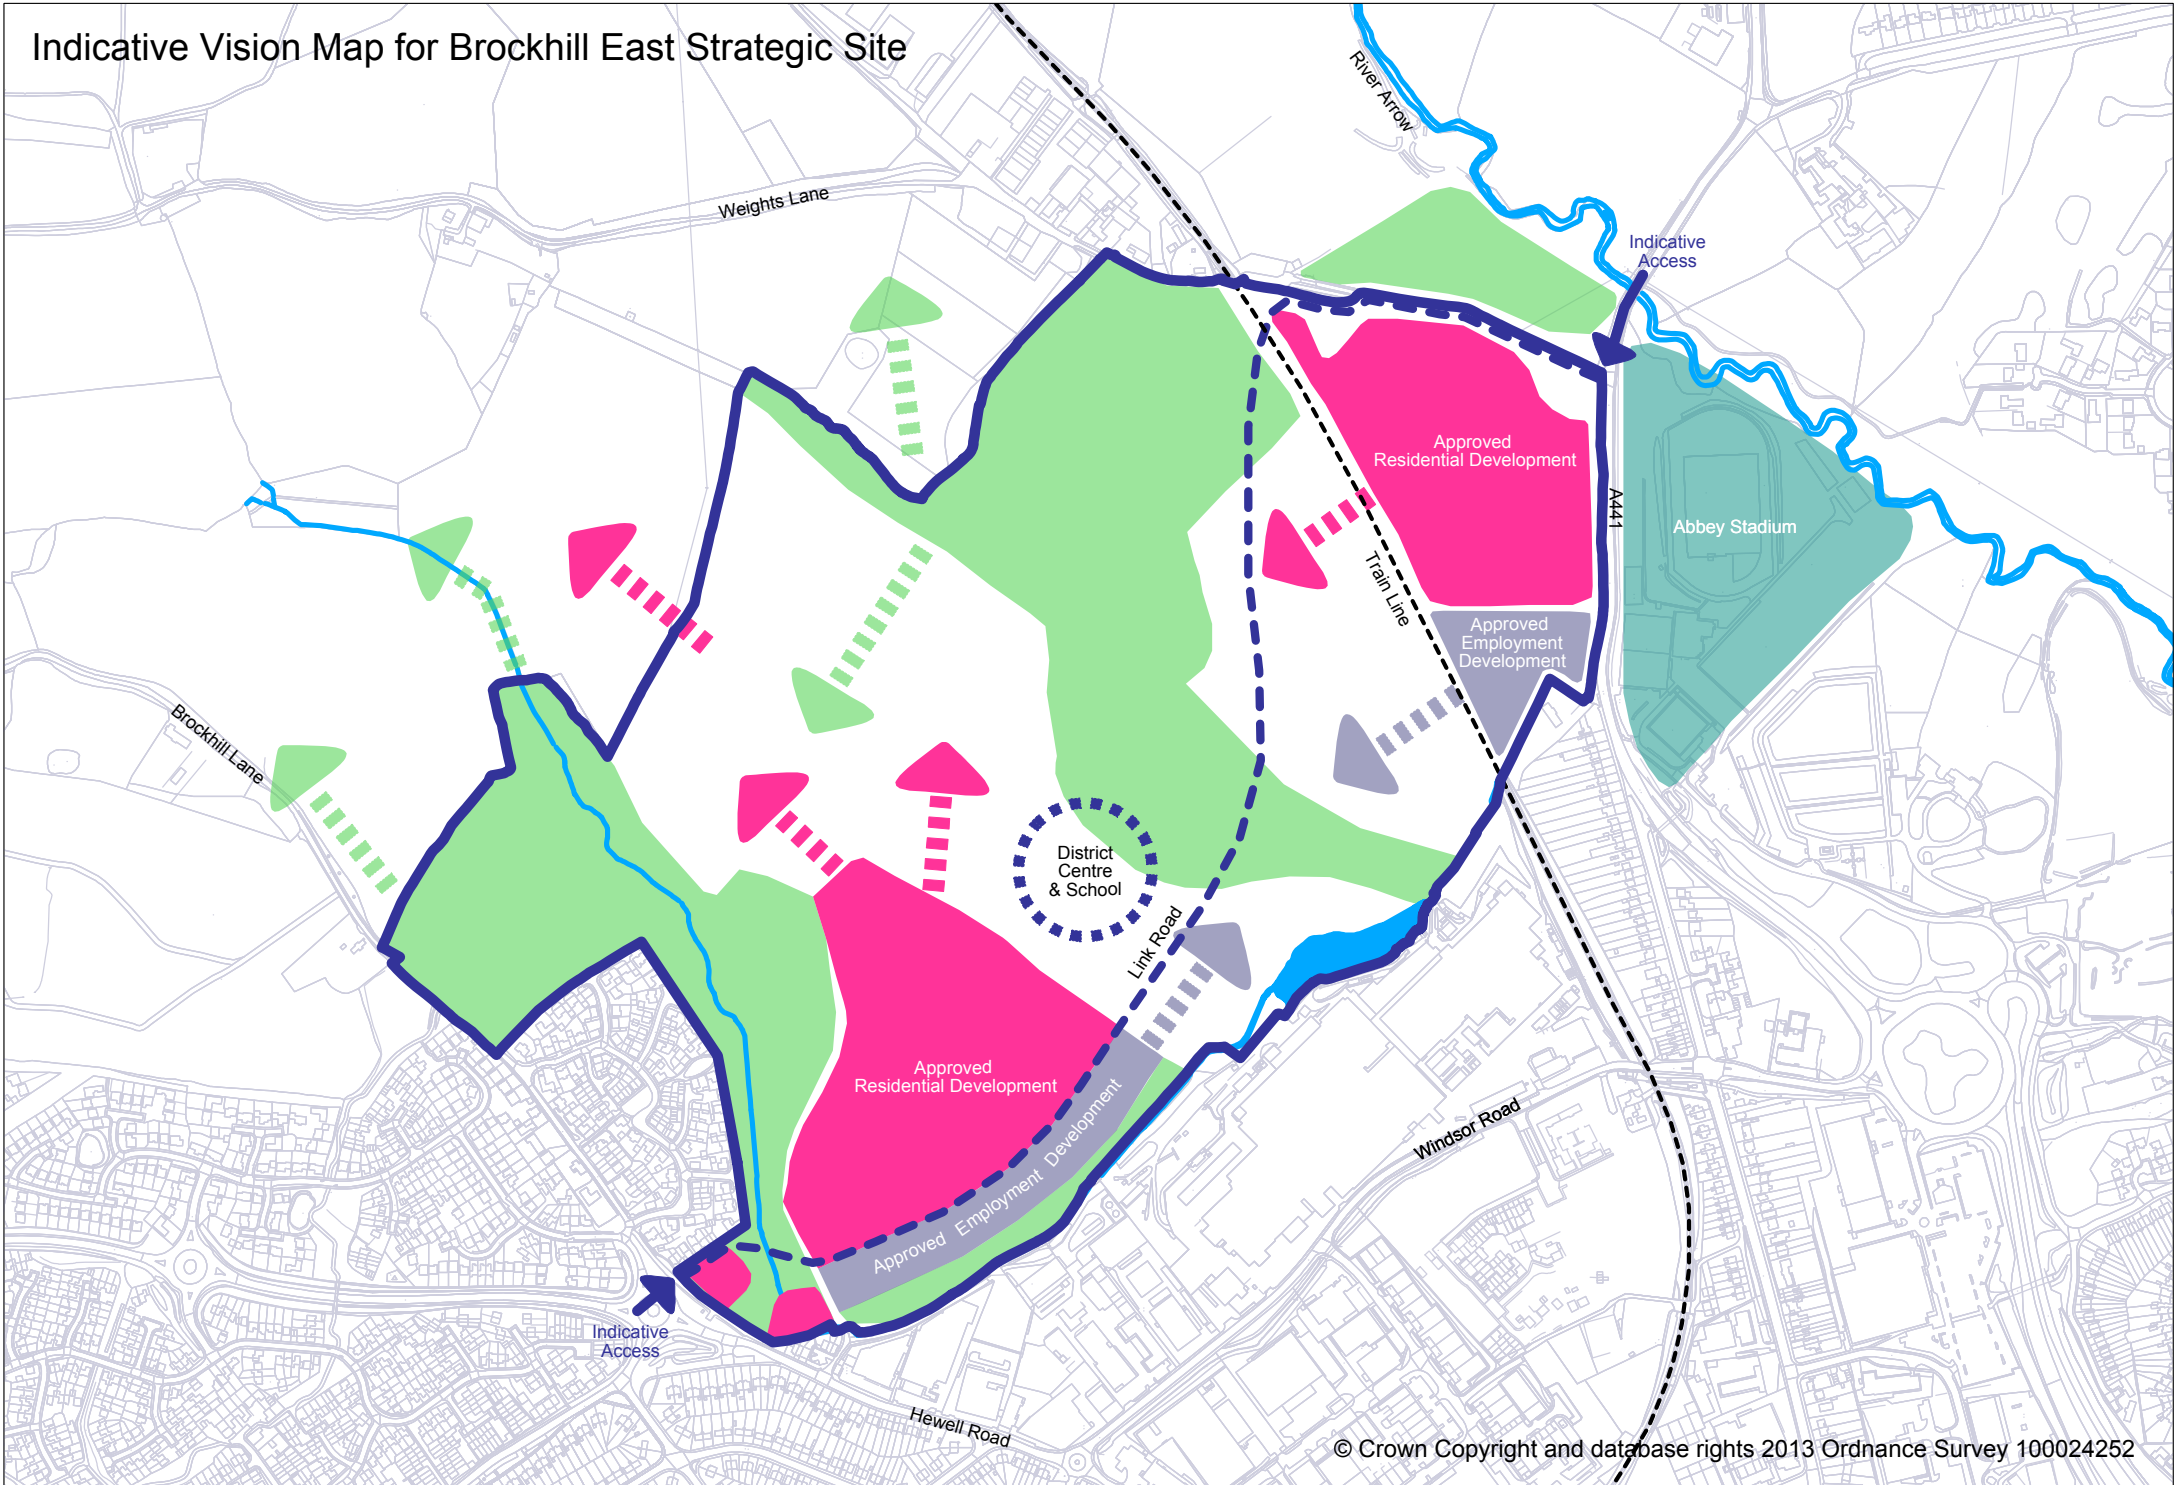 Indicative Vision Map for Brockhill East Strategic Site
River Arrow
Weights Lane
Indicative
Access
Approved
Residential Development
A441
Abbey Stadium
Train Line
Approved
Employment
Development
Brockhill Lane
District
Centre
& School
Link Road
Approved
Residential Development
Approved Employment Development
Windsor Road
Indicative
Access
Hewell Road
© Crown Copyright and database rights 2013 Ordnance Survey 100024252